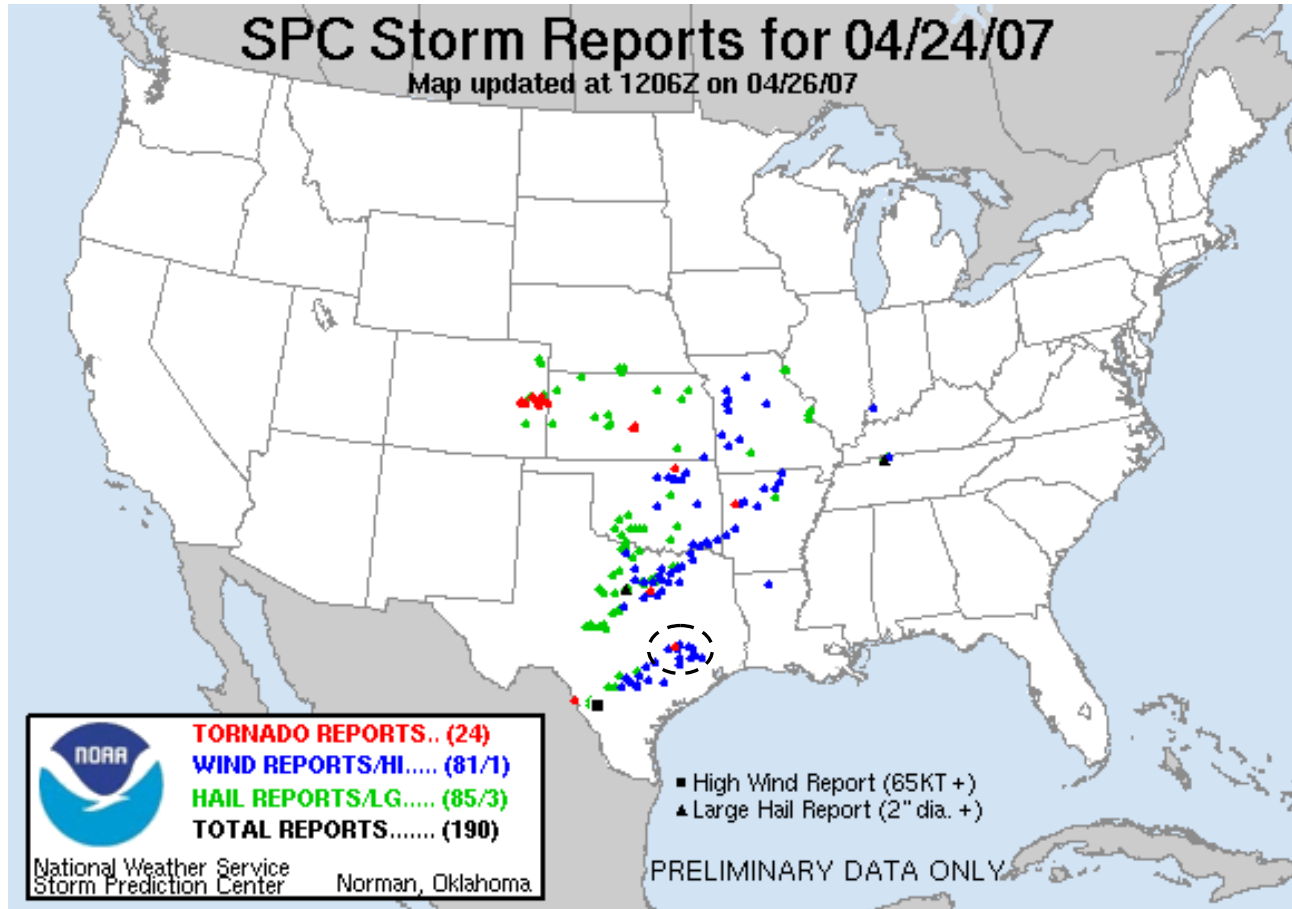 SPC Storm Reports for 04/24/07
Map updated at 1206Z on 04/26/07
NOAA
TORNADO REPORTS.. (24)
WIND REPORTS/HI..... (81/1)
HAIL REPORTS/LG..... (85/3)
TOTAL REPORTS....... (190)
National Weather Service
Storm Prediction Center
Norman, Oklahoma
High Wind Report (65KT +)
Large Hail Report (2" dia. +)
PRELIMINARY DATA ONLY